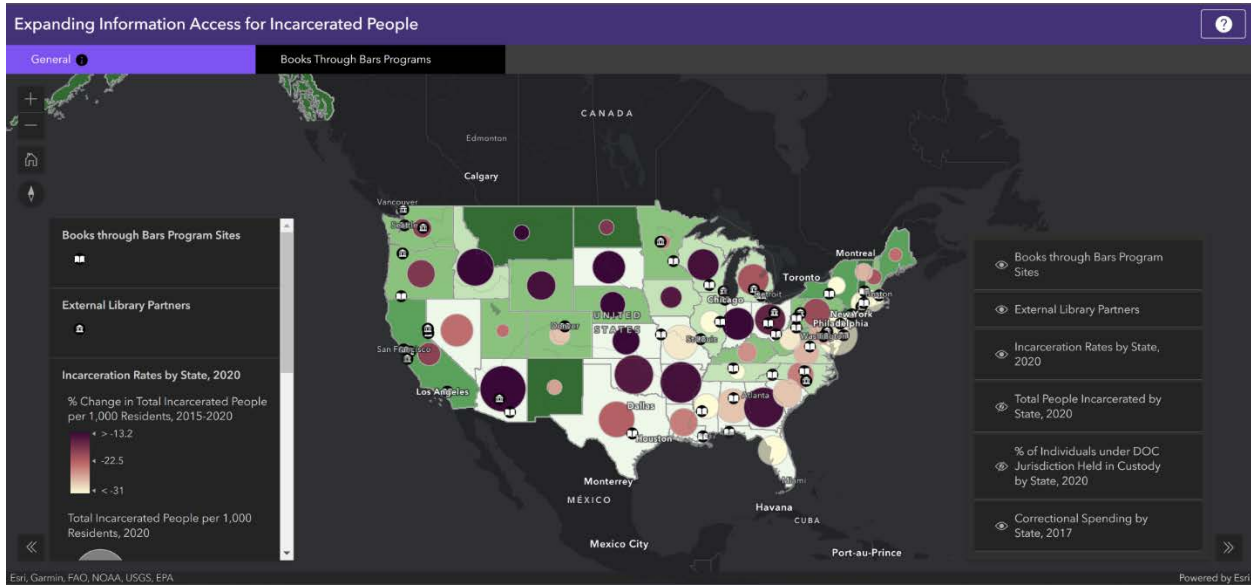 Expanding Information Access for Incarcerated People
?
General
Books Through Bars Programs
CANADA
Edmonton
Calgary
Vancouver
Seattle
Montreal
Toronto
Detroit
Chicago
Boston
New York
Philadelphia
Washington
UNITED
STATES
Denver
St Louis
San Francisco
Los Angeles
Atlanta
Dallas
Houston
Miami
Monterrey
MÉXICO
Havana
CUBA
Mexico City
Port-au-Prince
Books through Bars Program Sites
External Library Partners
Incarceration Rates by State, 2020
% Change in Total Incarcerated People
per 1,000 Residents, 2015-2020
> -13.2
-22.5
< -31
Total Incarcerated People per 1,000
Residents, 2020
Books through Bars Program
Sites
External Library Partners
Incarceration Rates by State,
2020
Total People Incarcerated by
State, 2020
% of Individuals under DOC
Jurisdiction Held in Custody
by State, 2020
Correctional Spending by
State, 2017
Esri, Garmin, FAO, NOAA, USGS, EPA
Powered by Esri